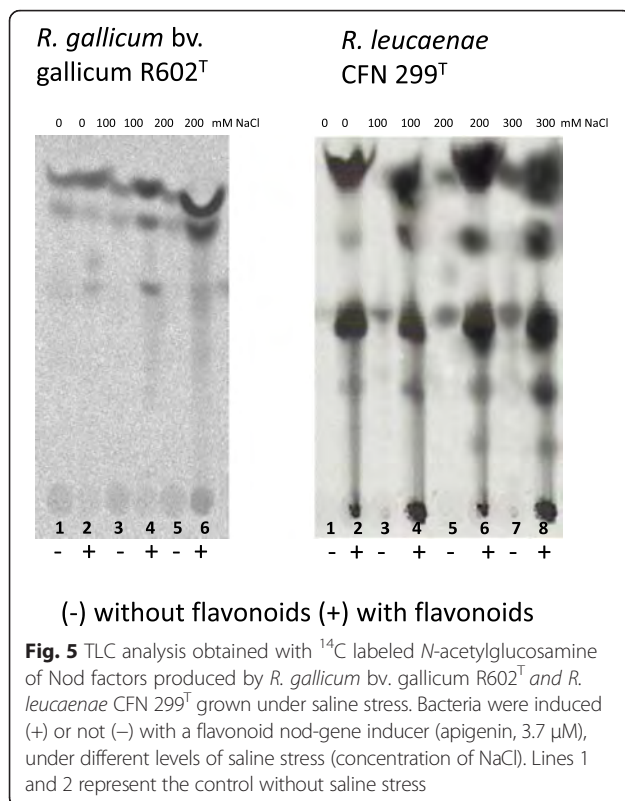 R. gallicum bv.
gallicum R602ᵀ
R. leucaenae
CFN 299ᵀ
0 0 100 100 200 200 mM NaCl
0 0 100 100 200 200 300 300 mM NaCl
1 2 3 4 5 6
- + - + - +
1 2 3 4 5 6 7 8
- + - + - + - +
(-) without flavonoids (+) with flavonoids
Fig. 5 TLC analysis obtained with ¹⁴C labeled N-acetylglucosamine
of Nod factors produced by R. gallicum bv. gallicum R602ᵀ and R.
leucaenae CFN 299ᵀ grown under saline stress. Bacteria were induced
(+) or not (−) with a flavonoid nod-gene inducer (apigenin, 3.7 μM),
under different levels of saline stress (concentration of NaCl). Lines 1
and 2 represent the control without saline stress